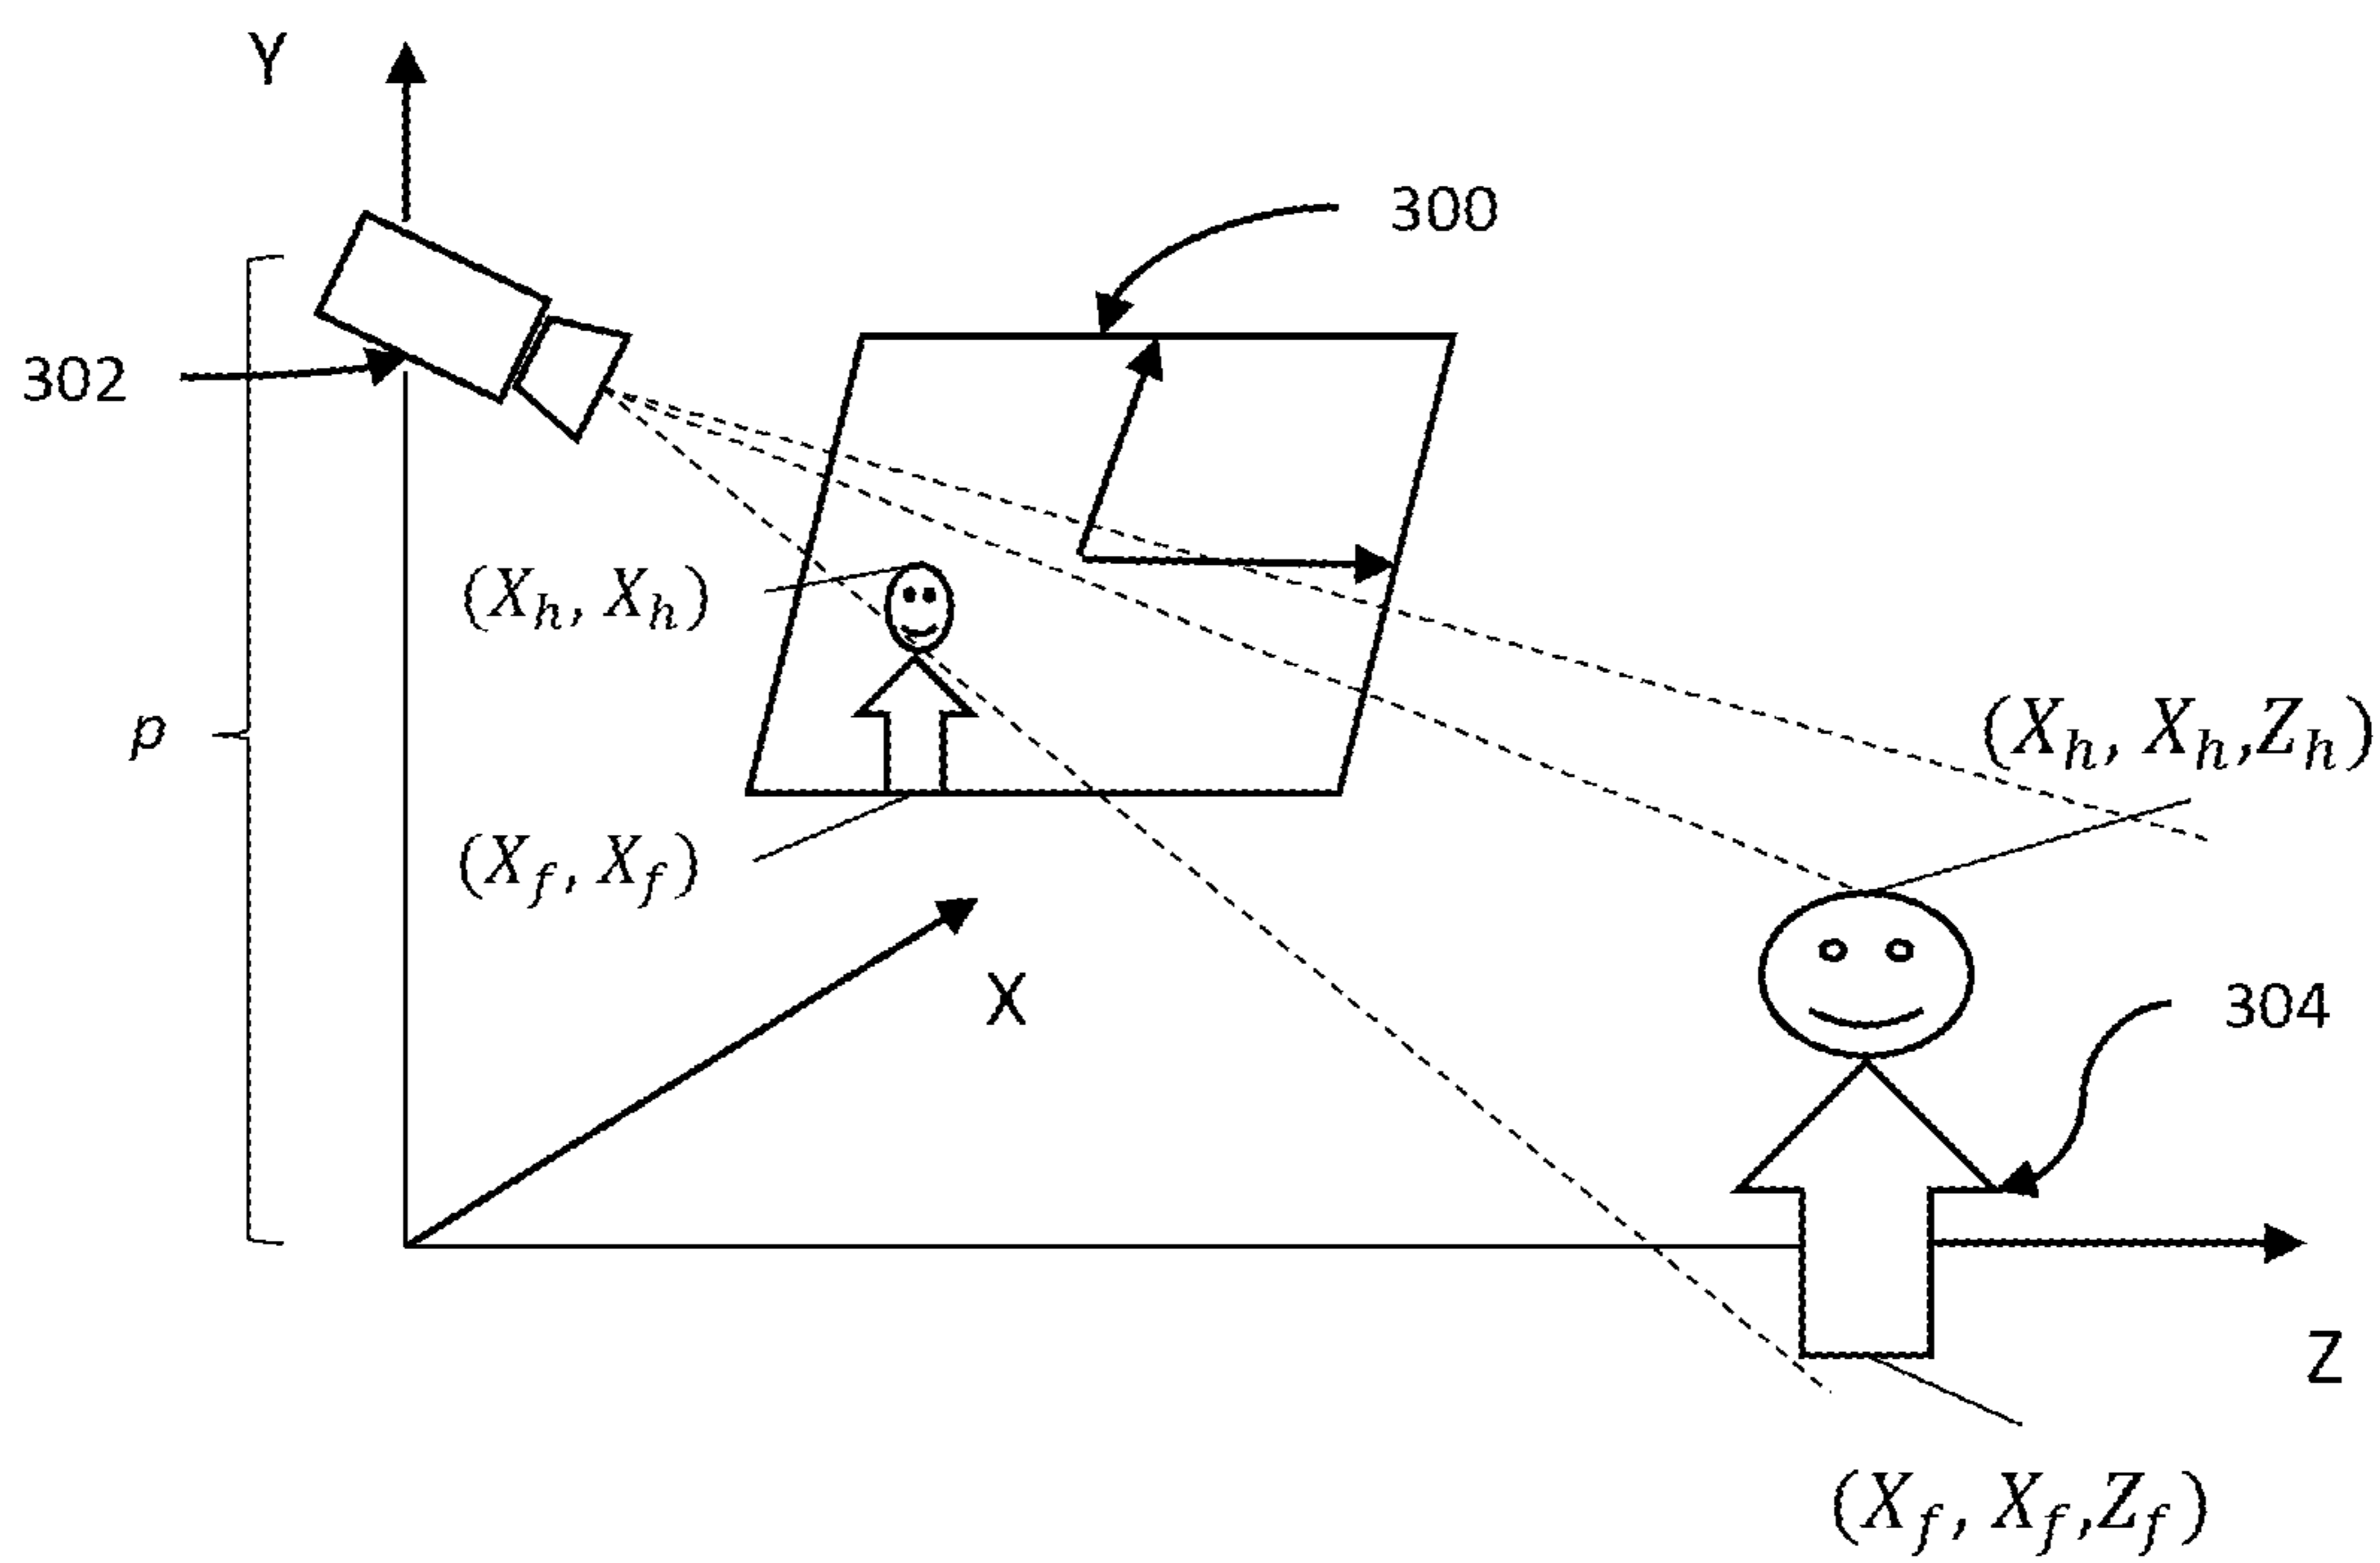 Y
300
302
(X_h, X_h)
p
(X_h, X_h,Z_h)
(X_f, X_f)
X
304
Z
(X_f, X_f,Z_f)